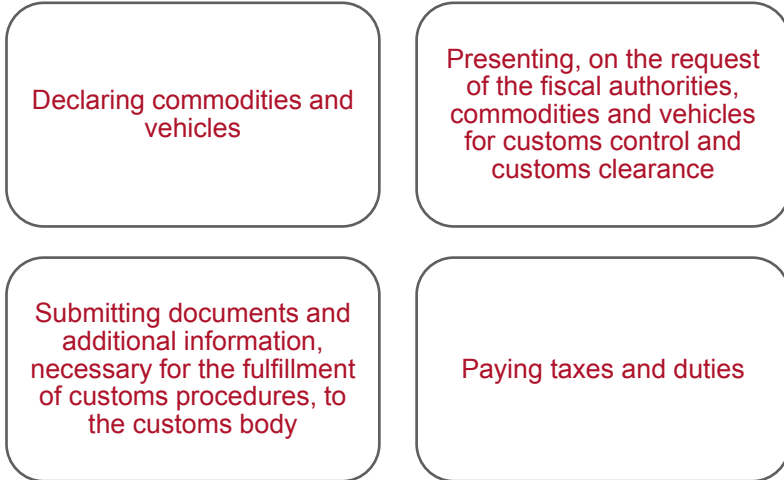 Declaring commodities and
vehicles
Presenting, on the request
of the fiscal authorities,
commodities and vehicles
for customs control and
customs clearance
Submitting documents and
additional information,
necessary for the fulfillment
of customs procedures, to
the customs body
Paying taxes and duties